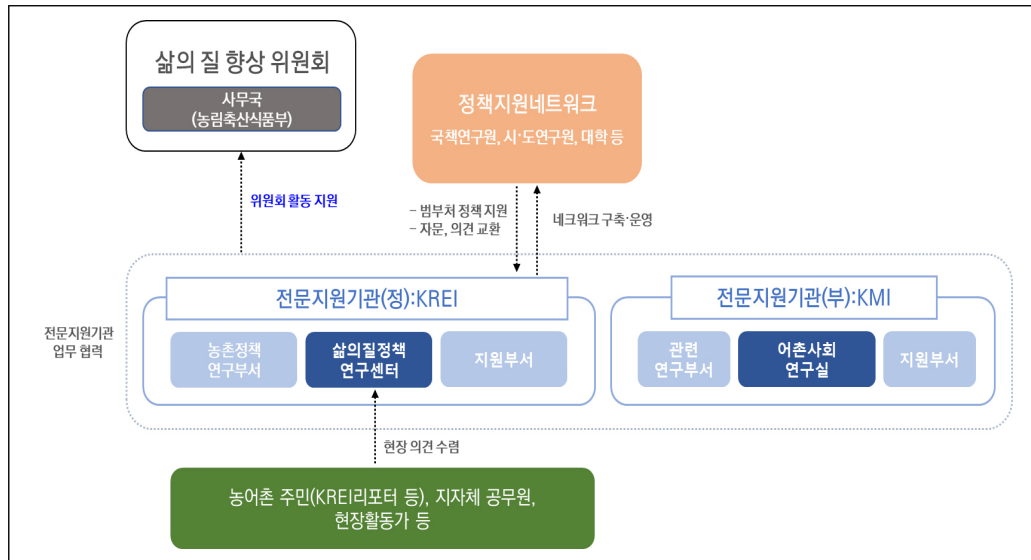 삶의 질 향상 위원회
사무국
(농림축산식품부)
정책지원네트워크
국책연구원, 시·도연구원, 대학 등
위원회 활동 지원
- 범부처 정책 지원
- 자문, 의견 교환
네크워크 구축·운영
전문지원기관
업무 협력
전문지원기관(정):KREI
농촌정책
연구부서
삶의질정책
연구센터
지원부서
전문지원기관(부):KMI
관련
연구부서
어촌사회
연구실
지원부서
현장 의견 수렴
농어촌 주민(KREI리포터 등), 지자체 공무원,
현장활동가 등